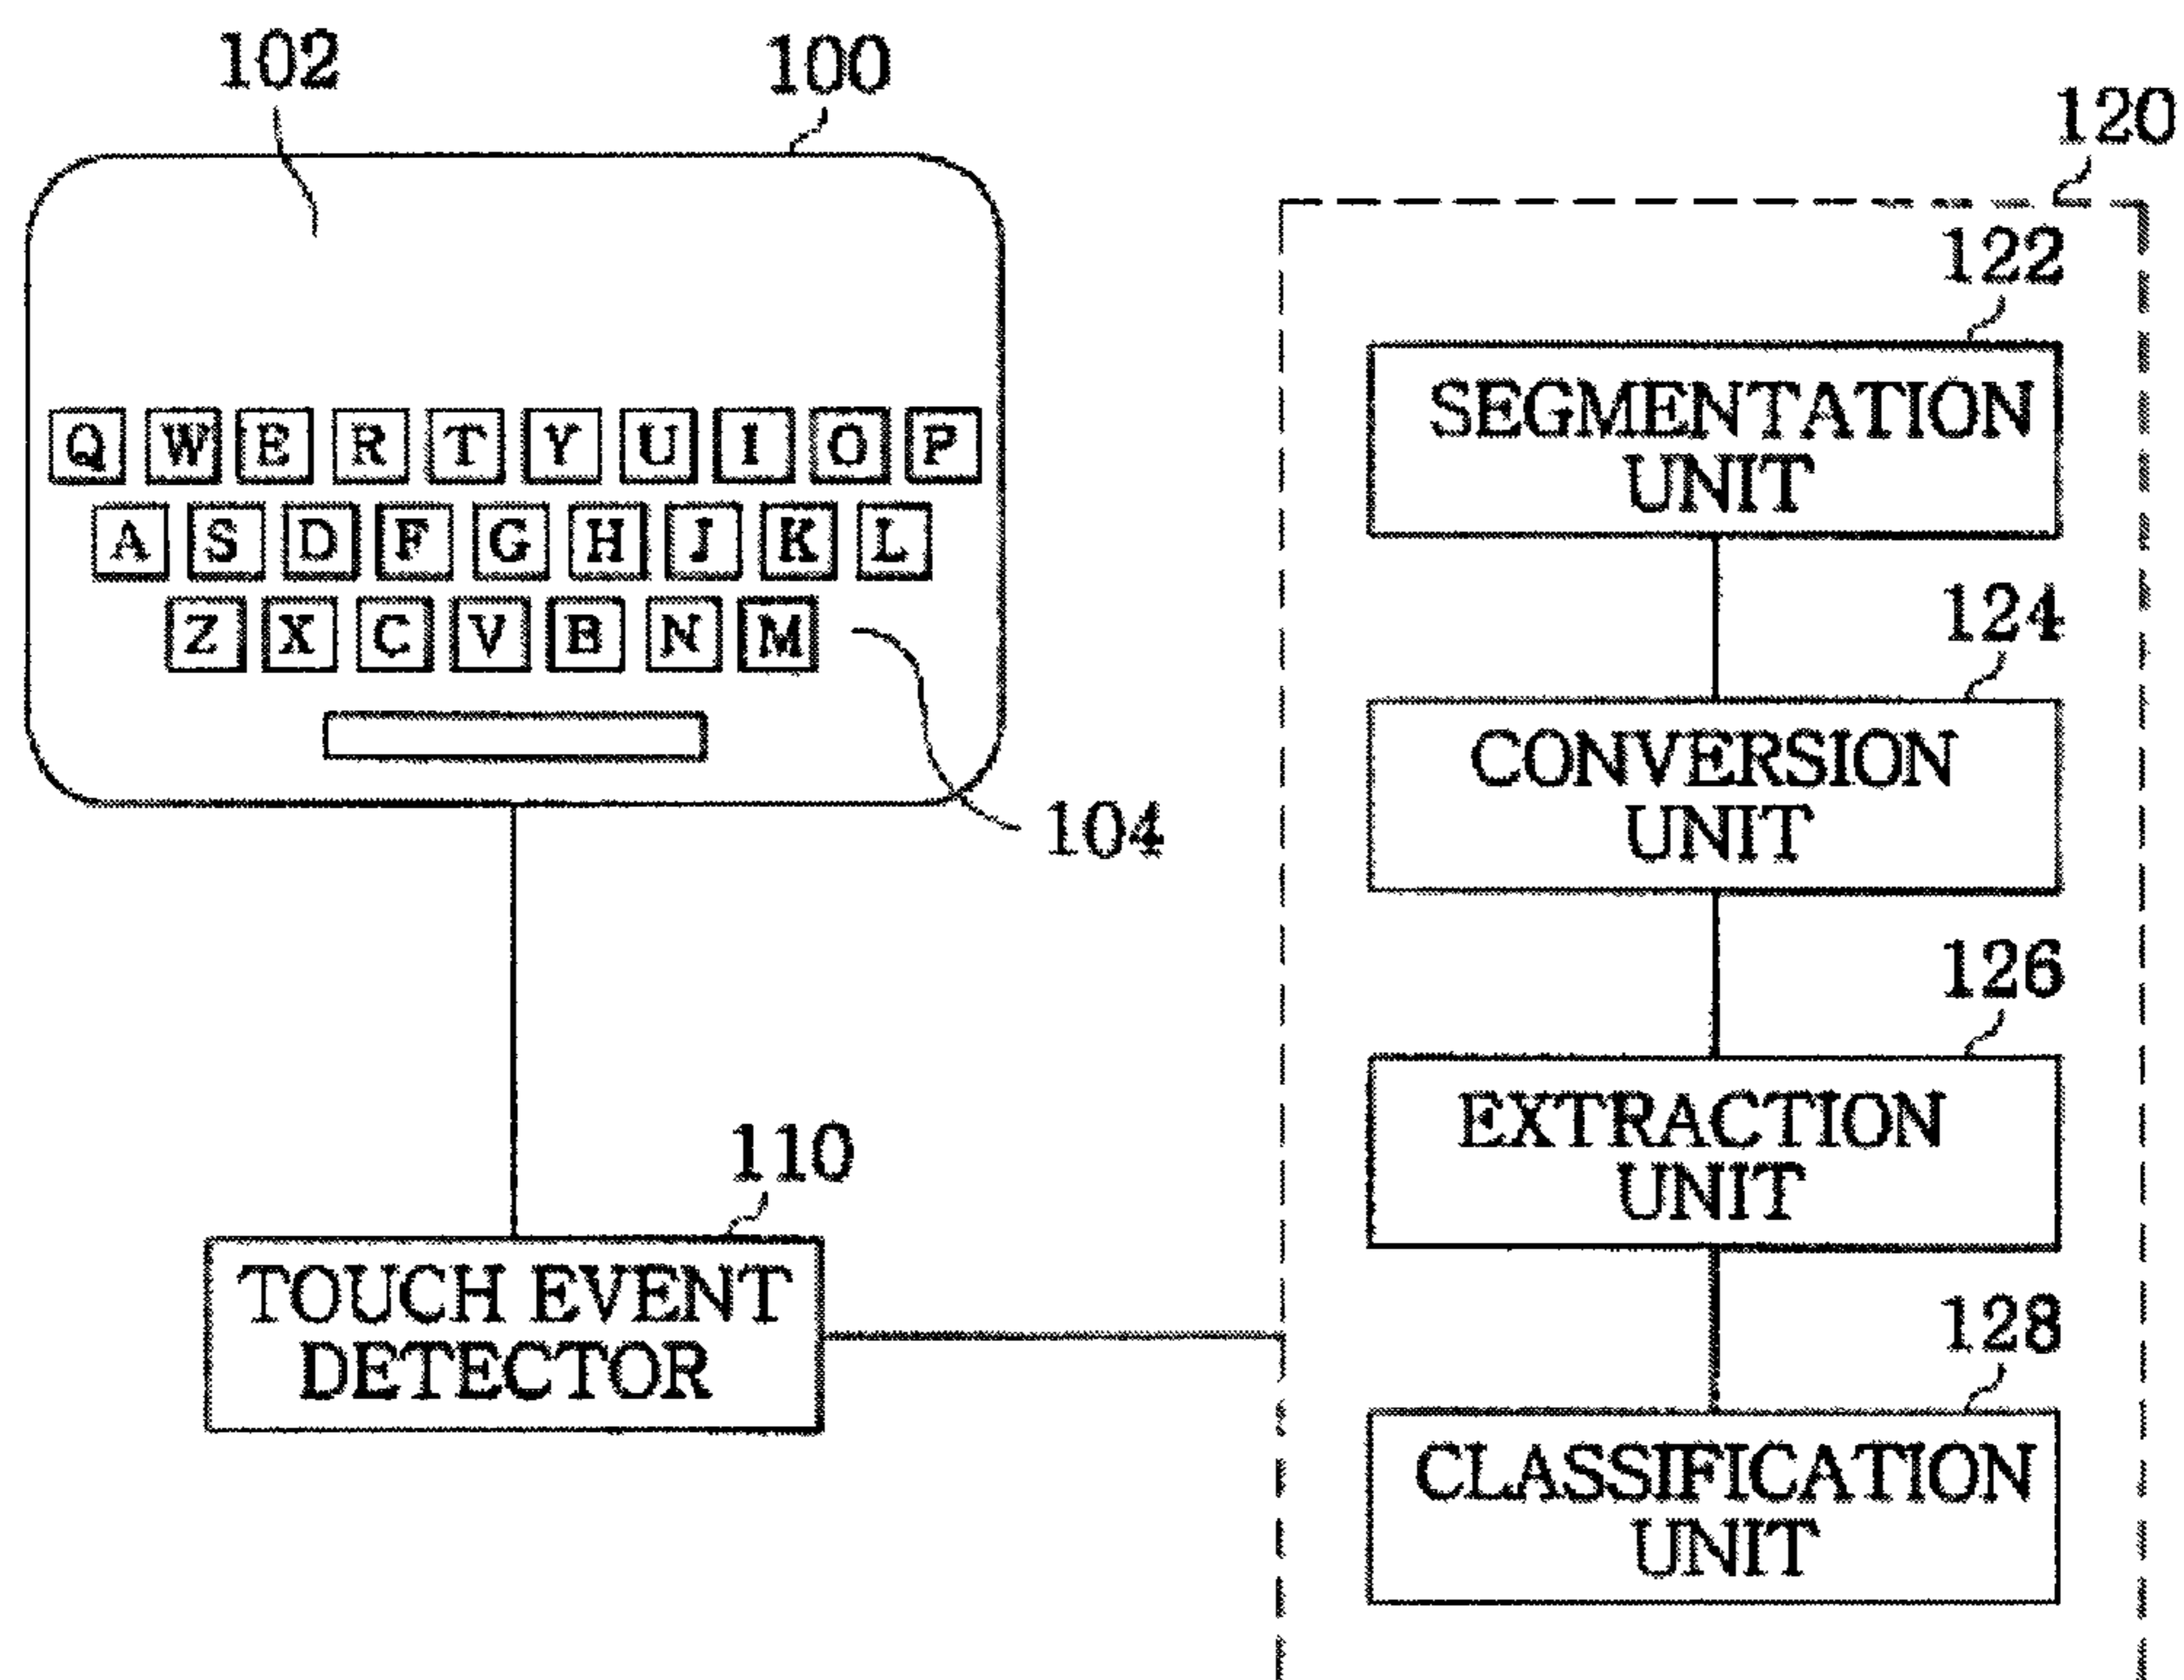 102
100
120
Q W E R T Y U I O P
A S D F G H J K L
Z X C V B N M
104
110
TOUCH EVENT
DETECTOR
122
SEGMENTATION
UNIT
124
CONVERSION
UNIT
126
EXTRACTION
UNIT
128
CLASSIFICATION
UNIT